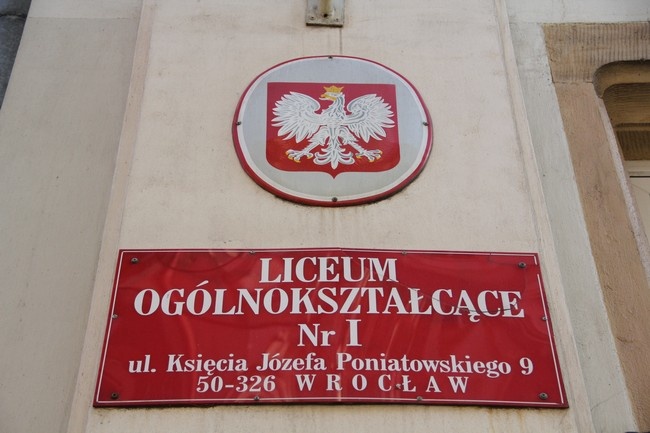 LICEUM
OGÓLNOKSZTAŁCĄCE
Nr I
ul. Księcia Józefa Poniatowskiego 9
50-326 WROCŁAW